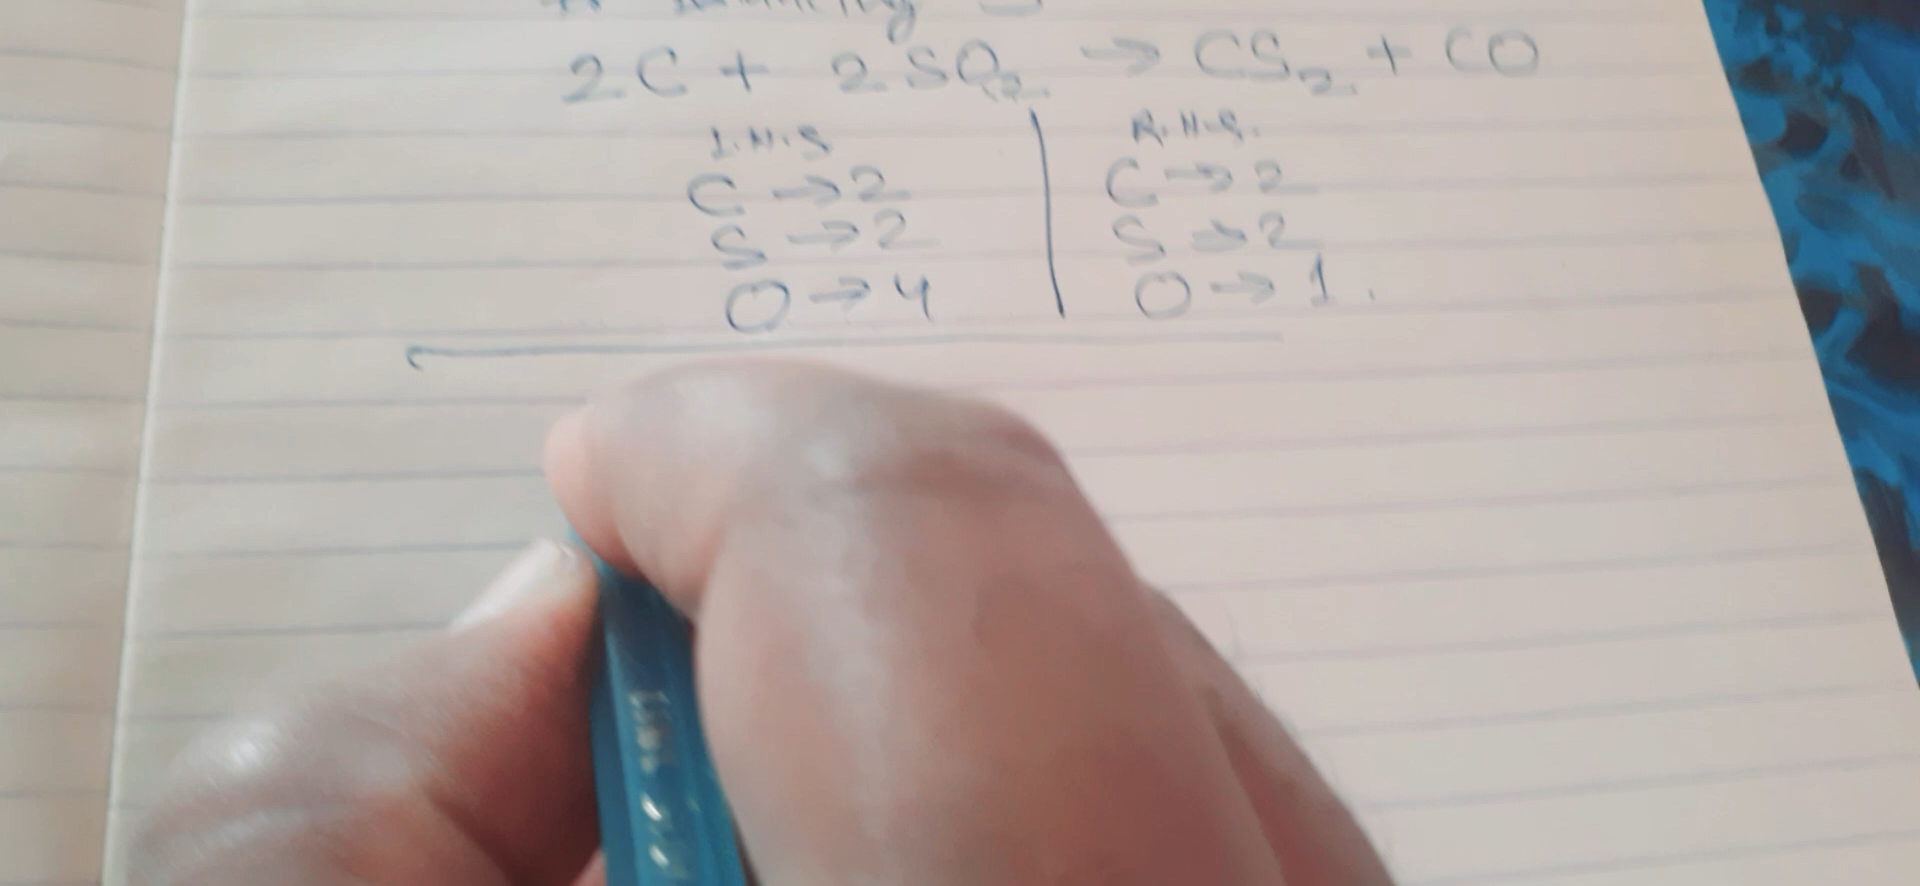 2C + 2SO₂ → CS₂ + CO
L.H.S | R.H.S.
C → 2 | C → 2
S → 2 | S → 2
O → 4 | O → 1.